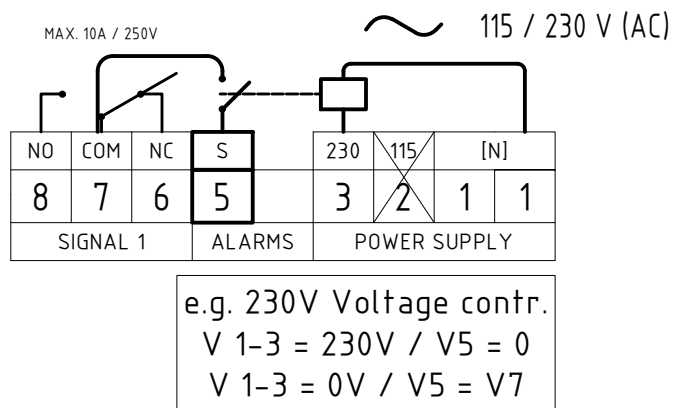 MAX. 10A / 250V
115 / 230 V (AC)
NO COM NC S 230 115 [N]
8 7 6 5 3 2 1 1
SIGNAL 1 ALARMS POWER SUPPLY
e.g. 230V Voltage contr.
V 1-3 = 230V / V5 = 0
V 1-3 = 0V / V5 = V7